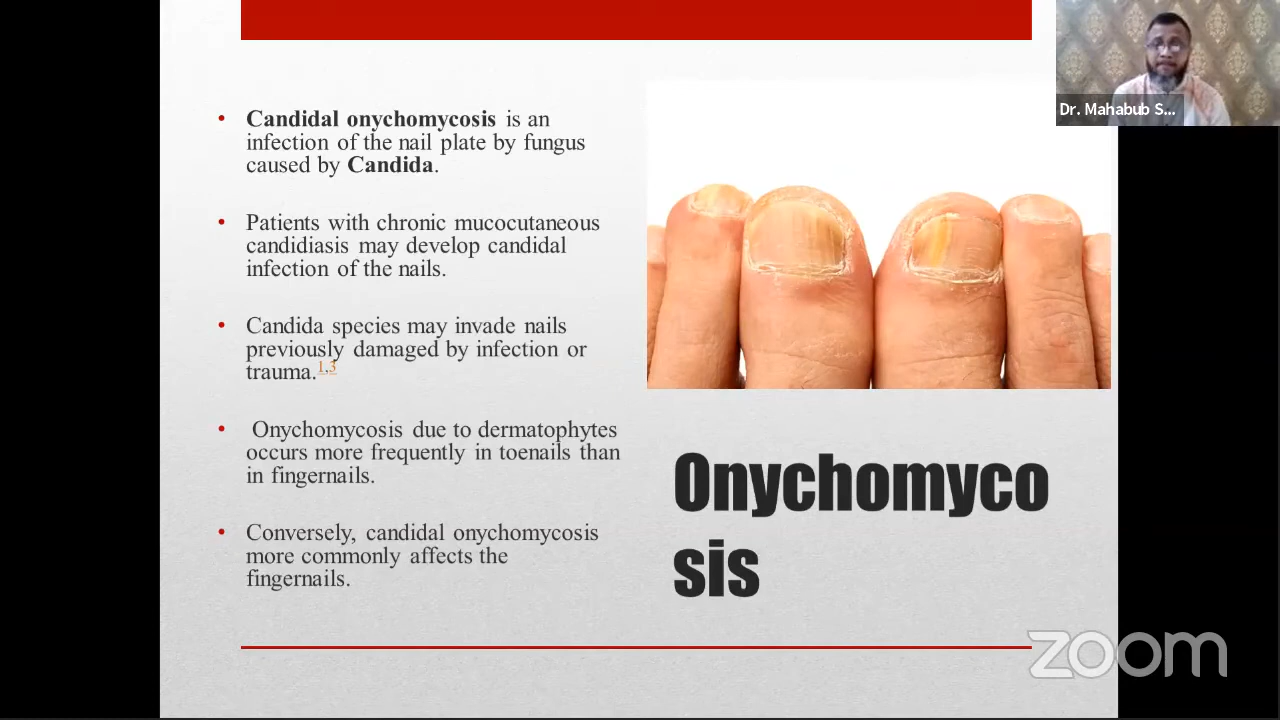 Candidal onychomycosis is an
infection of the nail plate by fungus
caused by Candida.
Patients with chronic mucocutaneous
candidiasis may develop candidal
infection of the nails.
Candida species may invade nails
previously damaged by infection or
trauma.1,3
Onychomycosis due to dermatophytes
occurs more frequently in toenails than
in fingernails.
Conversely, candidal onychomycosis
more commonly affects the
fingernails.
Onychomyco
sis
Dr. Mahabub S...
zoom